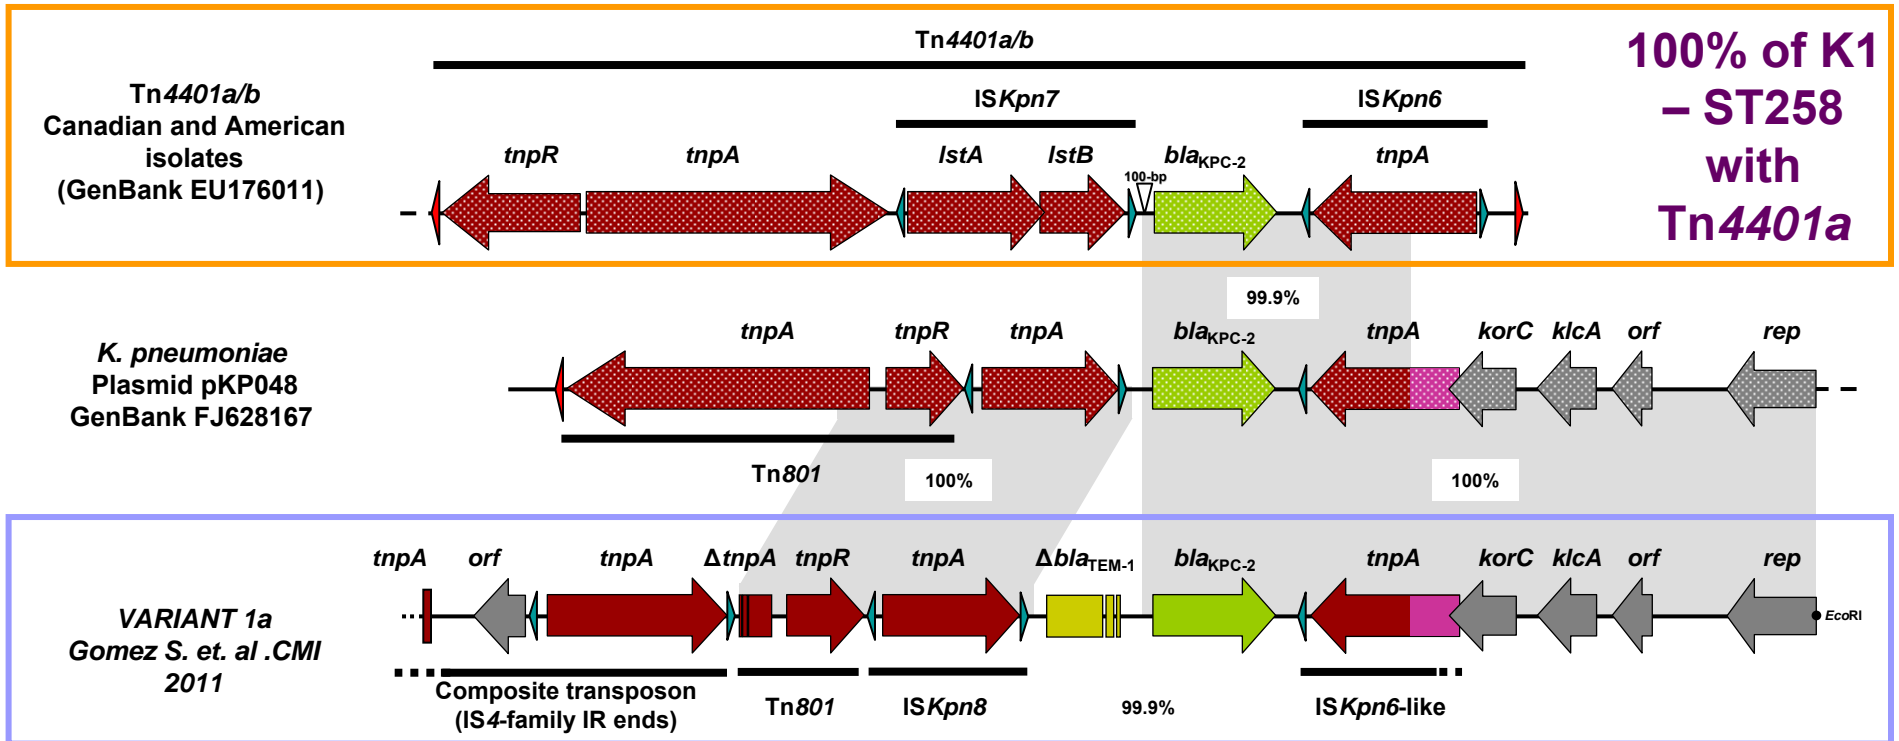 Tn4401a/b
Canadian and American
isolates
(GenBank EU176011)
Tn4401a/b
ISKpn7
ISKpn6
tnpR
tnpA
IstA
IstB
blaKPC-2
tnpA
100-bp
100% of K1
– ST258
with
Tn4401a
99.9%
K. pneumoniae
Plasmid pKP048
GenBank FJ628167
tnpA
tnpR
tnpA
blaKPC-2
tnpA
korC
klcA
orf
rep
Tn801
100%
100%
VARIANT 1a
Gomez S. et. al .CMI
2011
tnpA
orf
tnpA
ΔtnpA
tnpR
tnpA
ΔblaTEM-1
blaKPC-2
tnpA
korC
klcA
orf
rep
EcoRI
Composite transposon
(IS4-family IR ends)
Tn801
ISKpn8
99.9%
ISKpn6-like